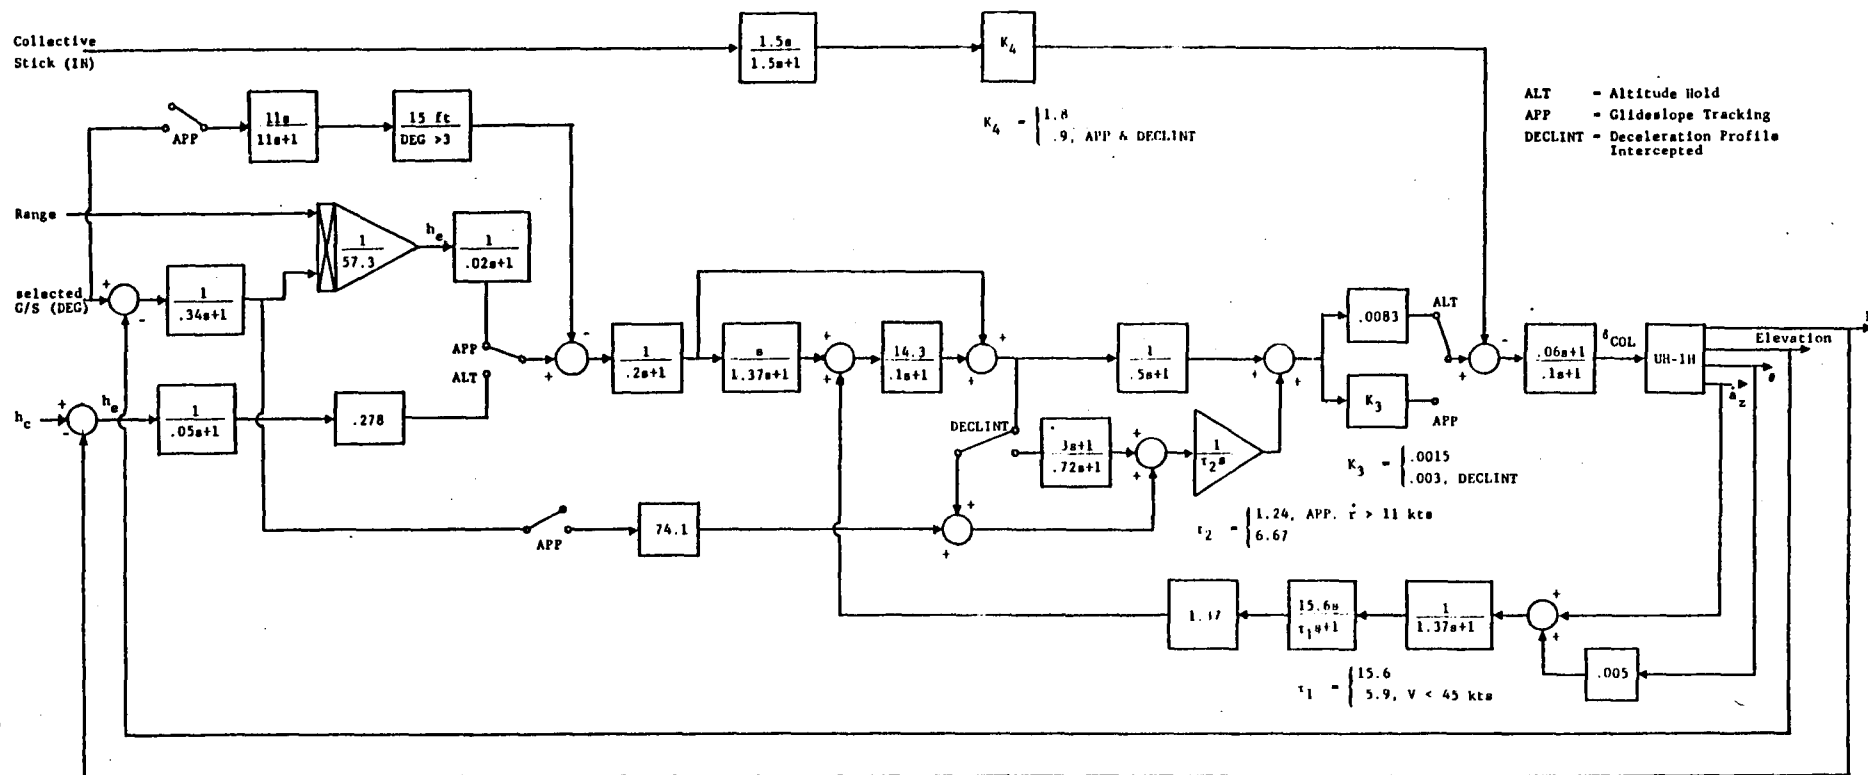 Collective
Stick (IN)
1.5s
1.5s+1
K4
K4 = { 1.8
.9, APP & DECLINT
ALT = Altitude Hold
APP = Glideslope Tracking
DECLINT = Deceleration Profile
Intercepted
APP
11s
11s+1
15 ft
DEG >3
Range
1
57.3
he
1
.02s+1
selected
G/S (DEG)
+
-
1
.34s+1
-
+
APP
ALT
1
.2s+1
s
1.37s+1
+
+
14.3
.1s+1
+
+
1
.5s+1
+
+
.0083
ALT
K3
APP
-
+
.06s+1
.1s+1
δCOL
UH-1H
Elevation
θ
z
hc
+
-
he
1
.05s+1
.278
DECLINT
3s+1
.72s+1
+
+
1
τ2s
K3 = { .0015
.003, DECLINT
APP
74.1
+
+
τ2 = { 1.24, APP. ṙ > 11 kts
6.67
15.6s
τ1s+1
1
1.37s+1
+
+
.005
τ1 = { 15.6
5.9, V < 45 kts